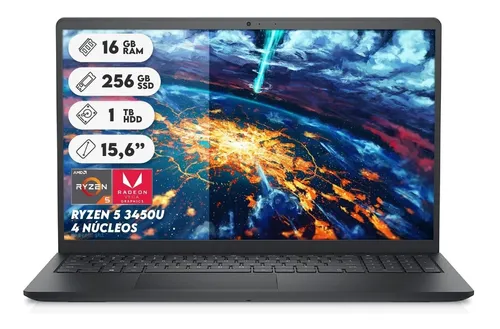 16 GB RAM
256 GB SSD
1 TB HDD
15,6”
AMD
RYZEN
5
RADEON
GRAPHICS
RYZEN 5 3450U
4 NÚCLEOS